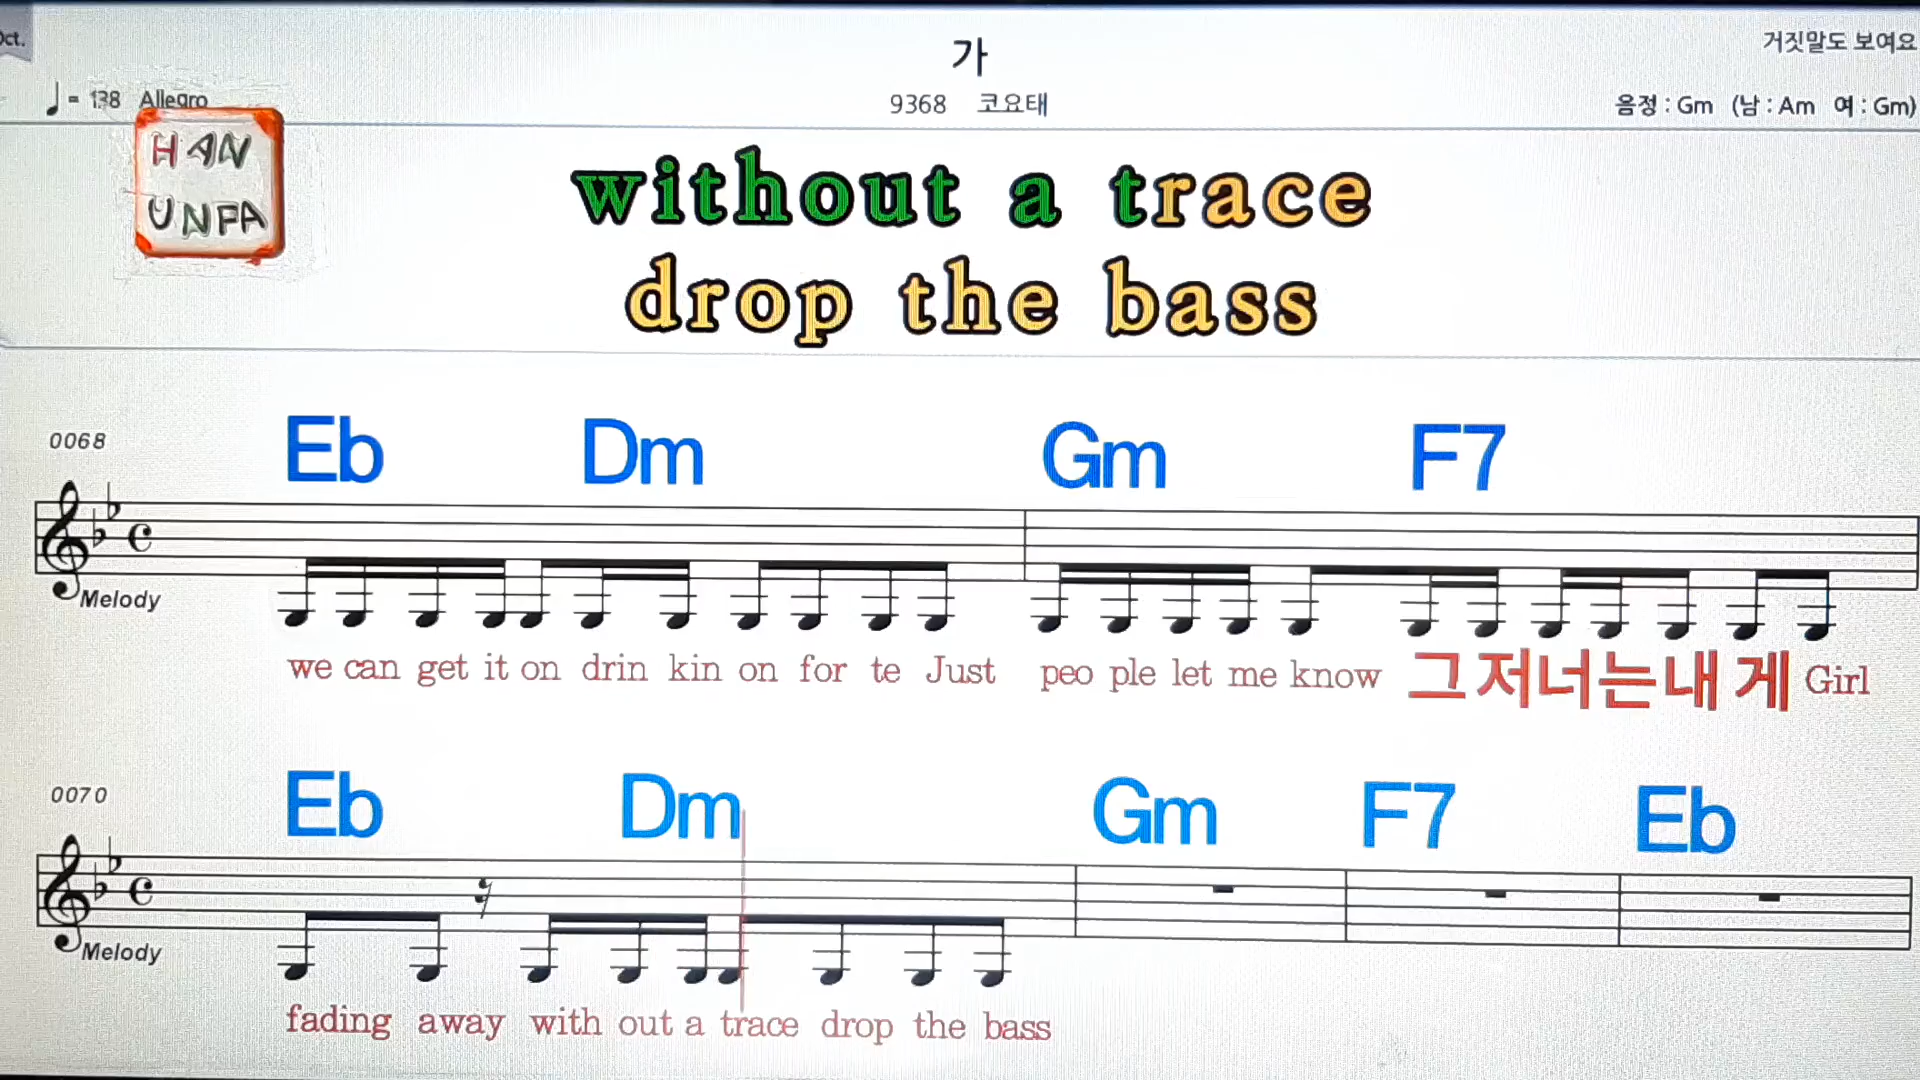 Oct.
가
거짓말도 보여요
♩ = 138 Allegro
9368 코요태
음정 : Gm (남 : Am 여 : Gm)
HAN
UNFA
without a trace
drop the bass
0068
Eb Dm Gm F7
Melody
we can get it on drin kin on for te Just peo ple let me know 그 저 너 는 내 게 Girl
0070
Eb Dm Gm F7 Eb
Melody
fading away with out a trace drop the bass